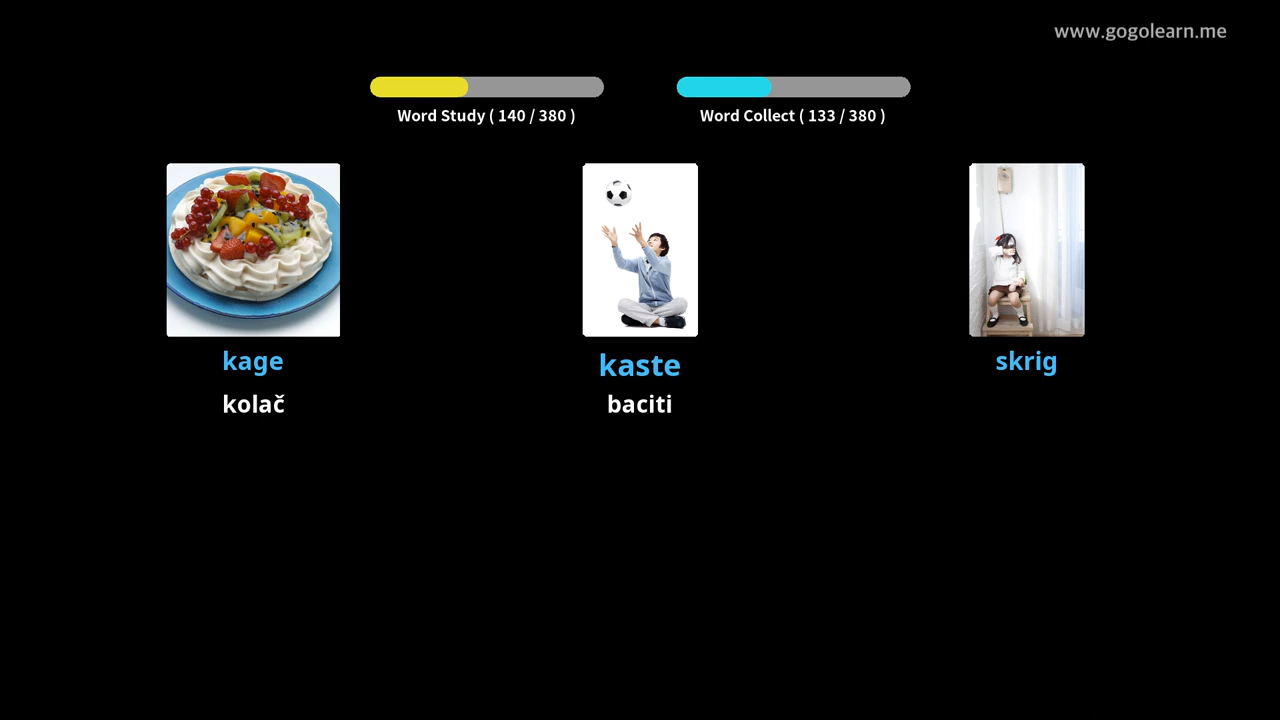 www.gogolearn.me
Word Study ( 140 / 380 )
Word Collect ( 133 / 380 )
kage
kaste
skrig
kolač
baciti